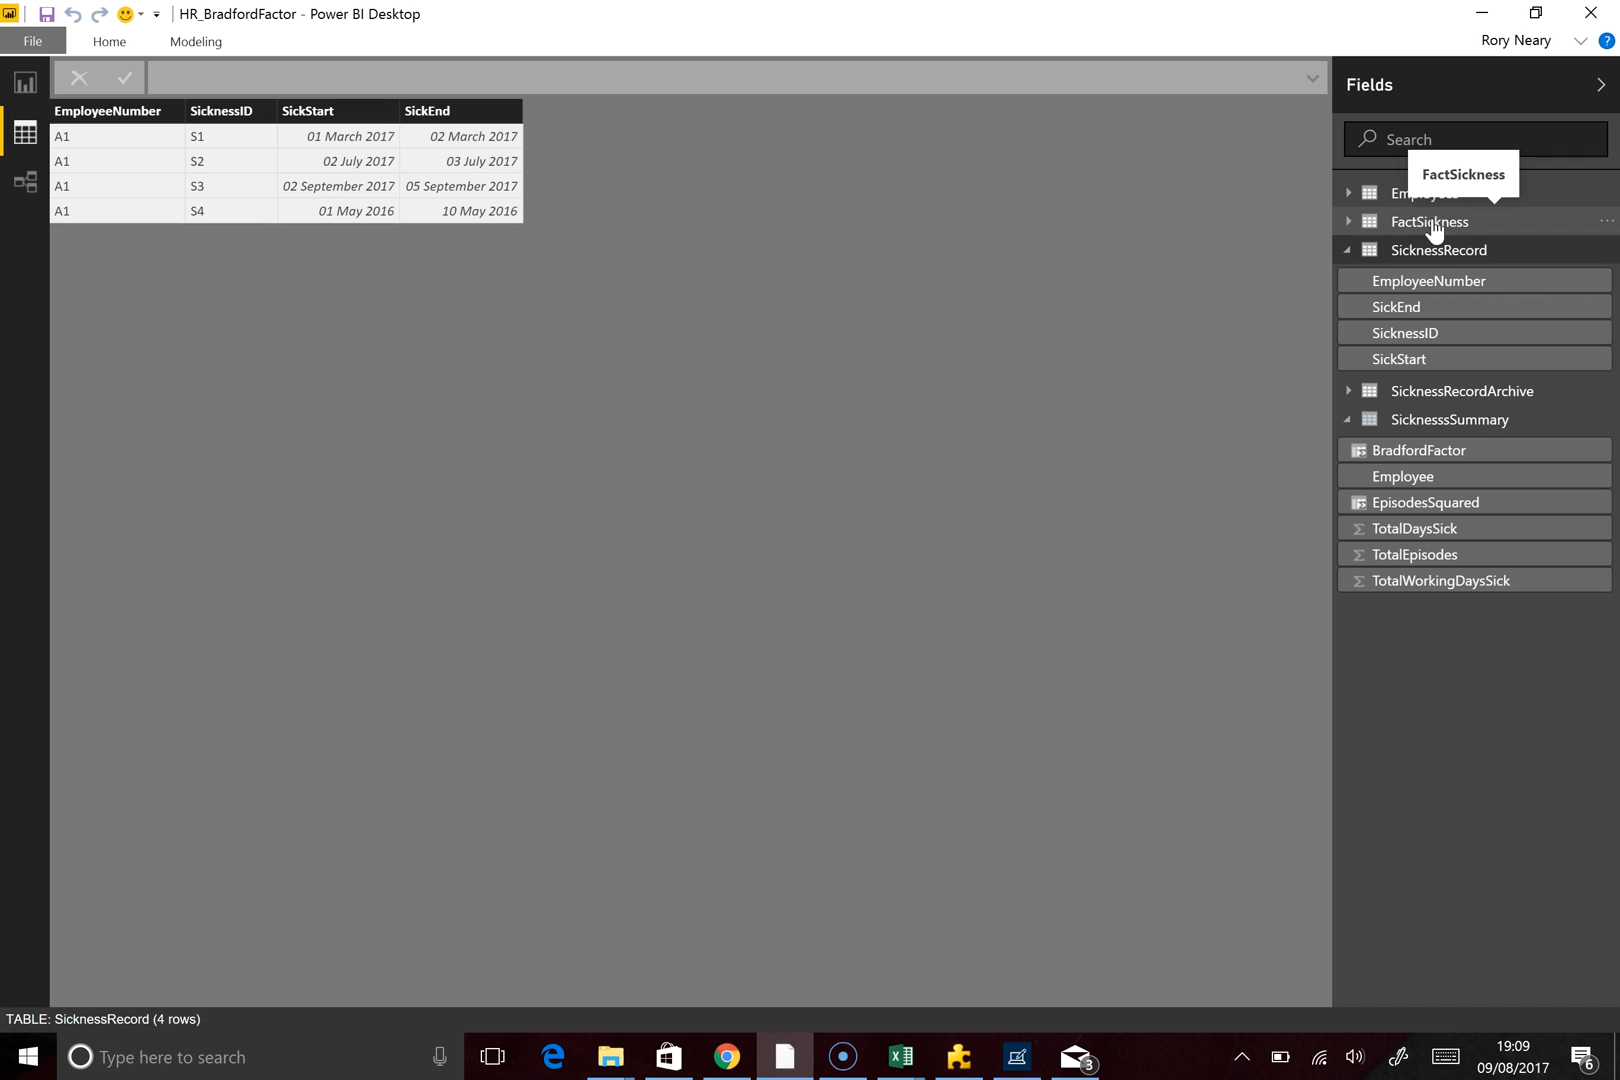 HR_BradfordFactor - Power BI Desktop
File Home Modeling
Rory Neary
?
EmployeeNumber SicknessID SickStart SickEnd
A1 S1 01 March 2017 02 March 2017
A1 S2 02 July 2017 03 July 2017
A1 S3 02 September 2017 05 September 2017
A1 S4 01 May 2016 10 May 2016
Fields
Search
FactSickness
FactSickness
SicknessRecord
EmployeeNumber
SickEnd
SicknessID
SickStart
SicknessRecordArchive
SicknesssSummary
BradfordFactor
Employee
EpisodesSquared
Σ TotalDaysSick
Σ TotalEpisodes
Σ TotalWorkingDaysSick
TABLE: SicknessRecord (4 rows)
Type here to search
3
19:09
09/08/2017
6